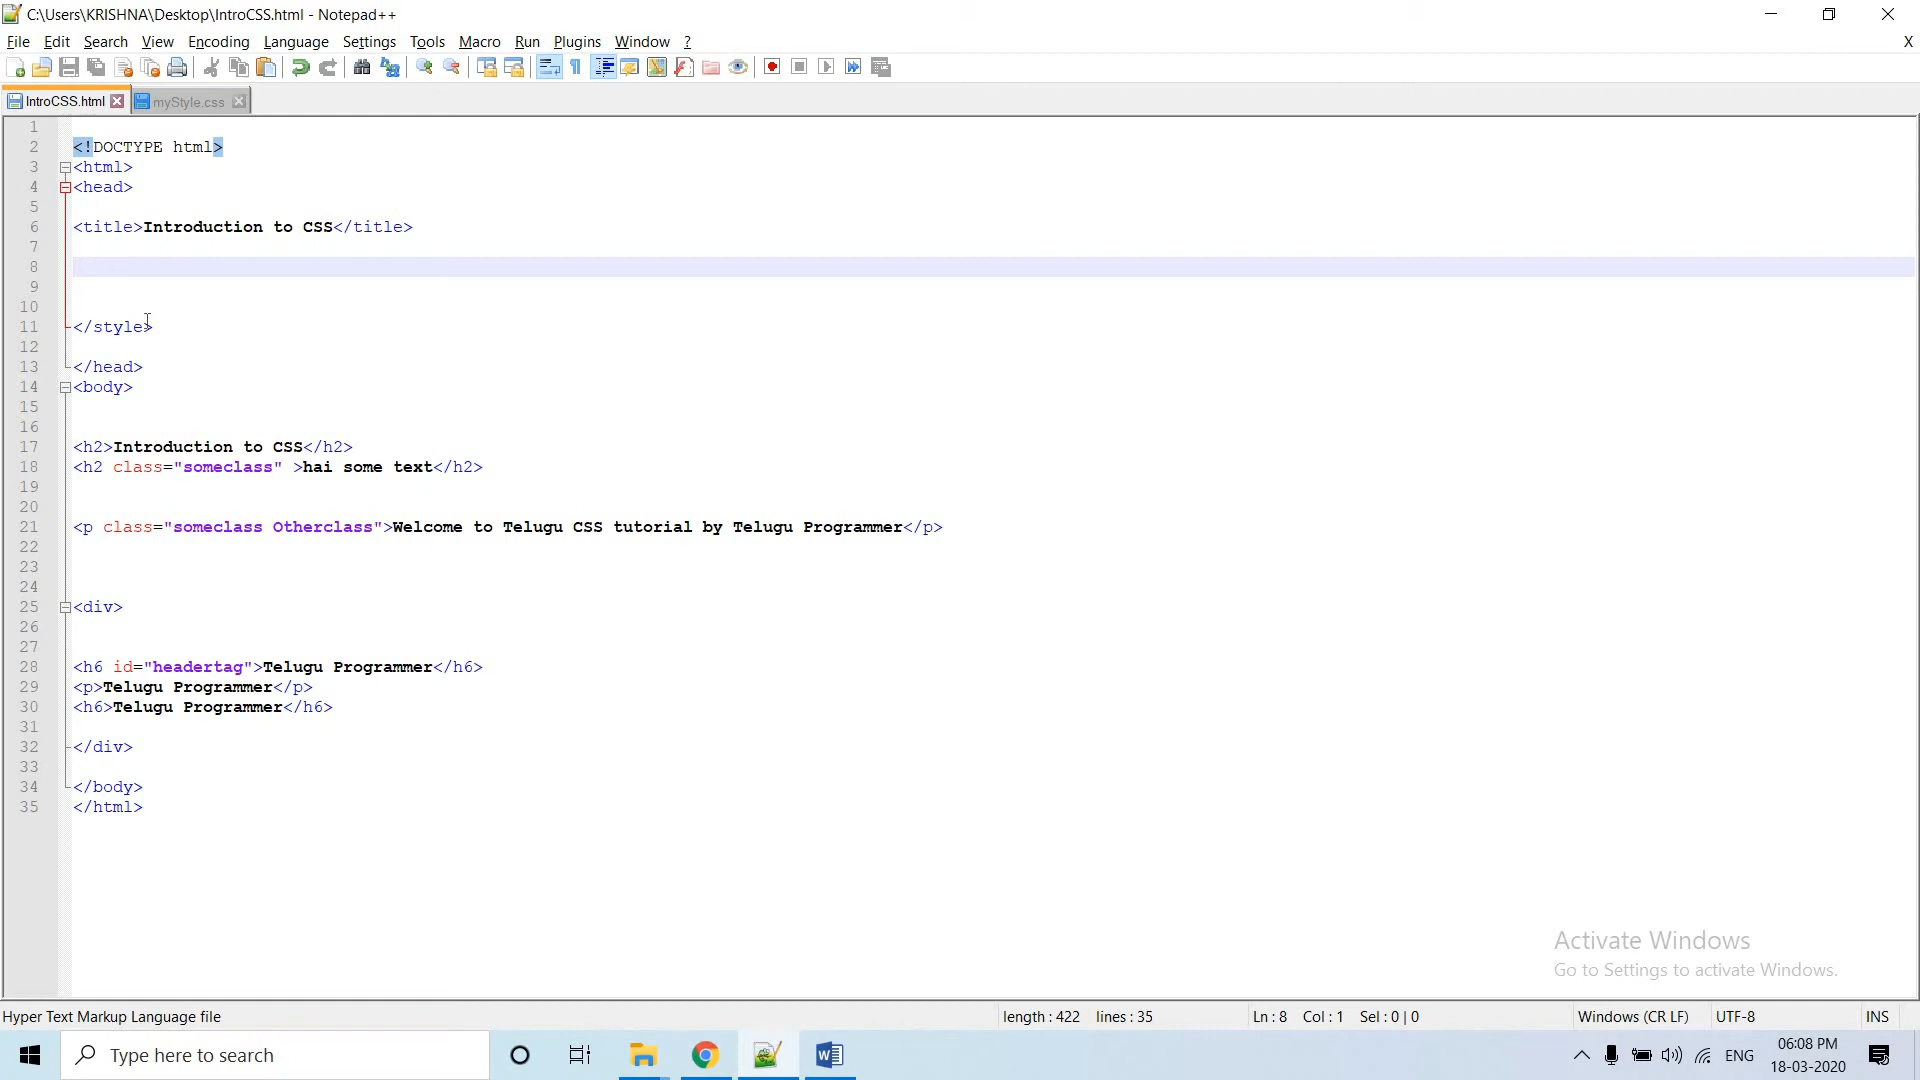 C:\Users\KRISHNA\Desktop\IntroCSS.html - Notepad++
File Edit Search View Encoding Language Settings Tools Macro Run Plugins Window ?
X
IntroCSS.html myStyle.css
1
2 <!DOCTYPE html>
3 <html>
4 <head>
5
6 <title>Introduction to CSS</title>
7
8
9
10
11 </style>
12
13 </head>
14 <body>
15
16
17 <h2>Introduction to CSS</h2>
18 <h2 class="someclass" >hai some text</h2>
19
20
21 <p class="someclass Otherclass">Welcome to Telugu CSS tutorial by Telugu Programmer</p>
22
23
24
25 <div>
26
27
28 <h6 id="headertag">Telugu Programmer</h6>
29 <p>Telugu Programmer</p>
30 <h6>Telugu Programmer</h6>
31
32 </div>
33
34 </body>
35 </html>
Activate Windows
Go to Settings to activate Windows.
Hyper Text Markup Language file length : 422 lines : 35 Ln : 8 Col : 1 Sel : 0 | 0 Windows (CR LF) UTF-8 INS
Type here to search ENG 06:08 PM
18-03-2020